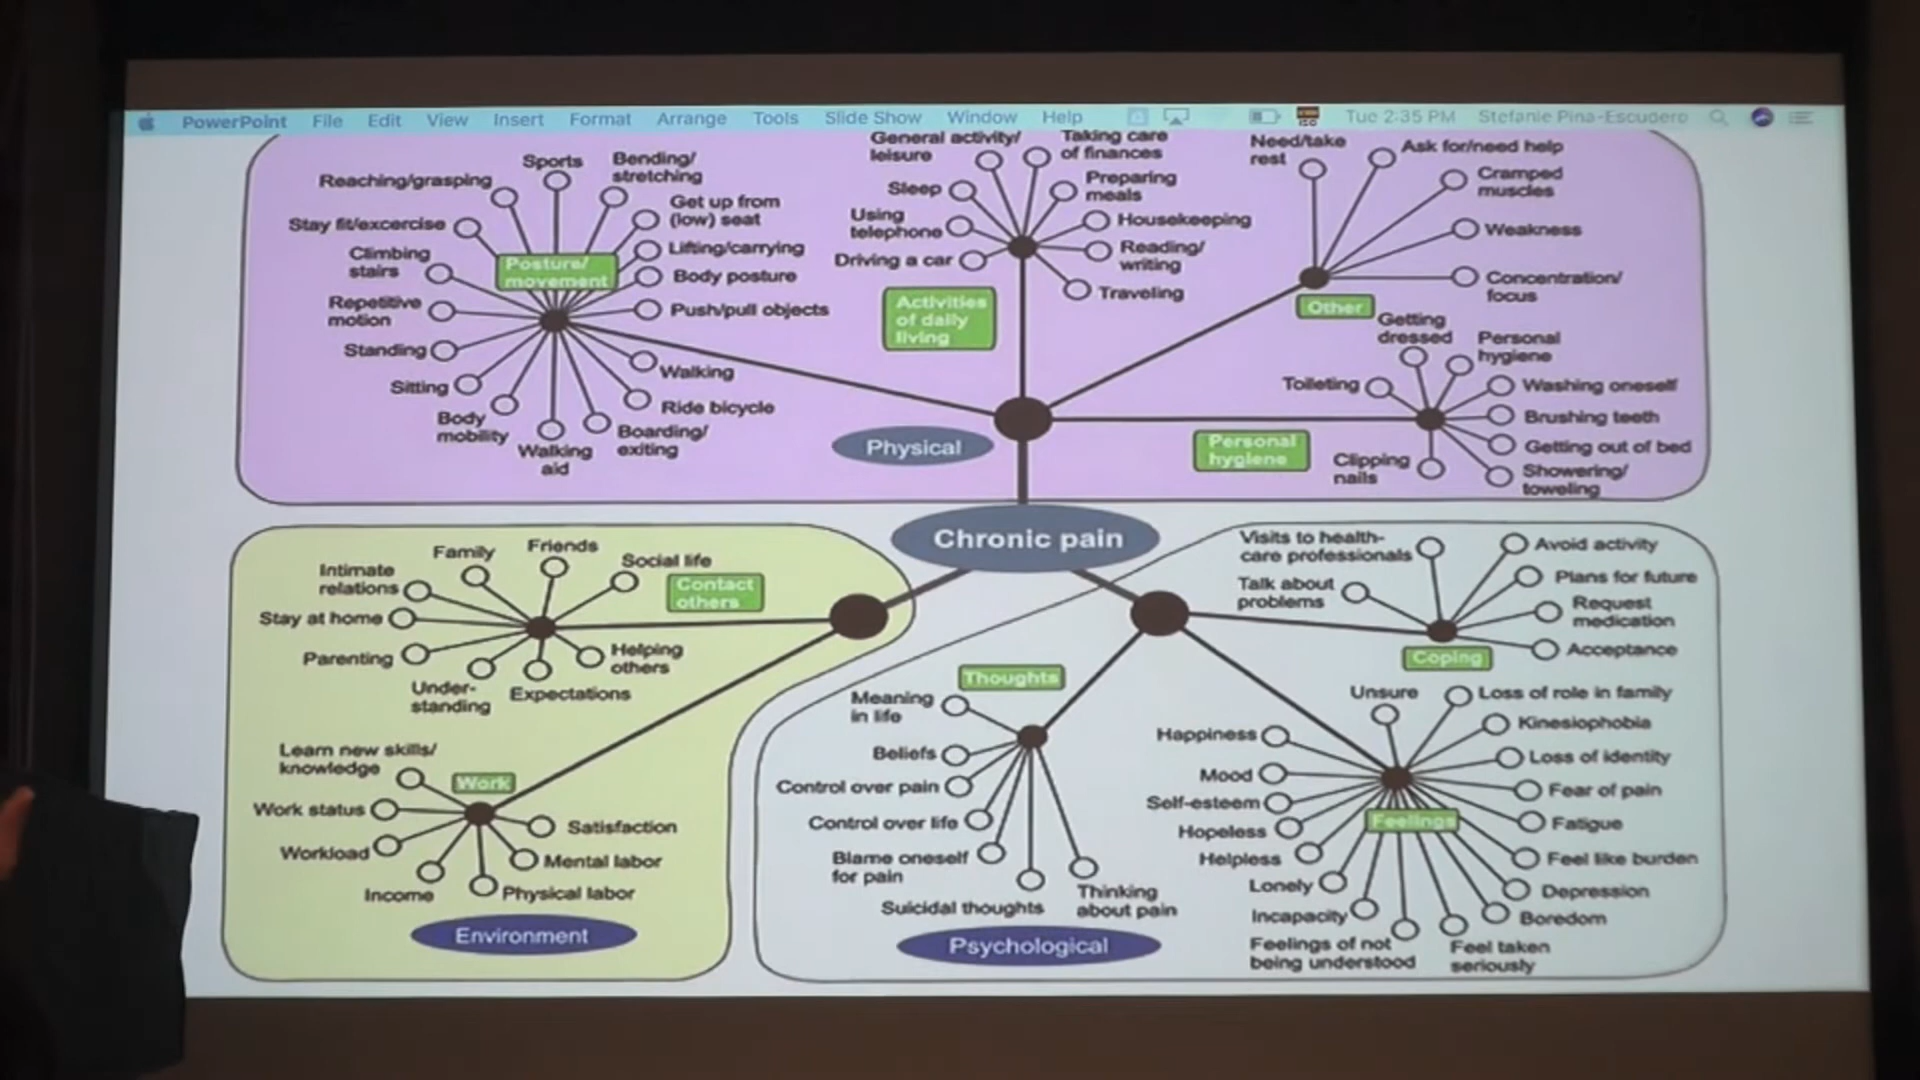 PowerPoint File Edit View Insert Format Arrange Tools Slide Show Window Help Tue 2:35 PM Stefanie Pina-Escudero
Sports
Bending/
stretching
Reaching/grasping
Get up from
(low) seat
Stay fit/excercise
Lifting/carrying
Climbing
stairs
Posture/
movement
Body posture
Repetitive
motion
Push/pull objects
Standing
Walking
Sitting
Ride bicycle
Body
mobility
Walking
aid
Boarding/
exiting
General activity/
leisure
Taking care
of finances
Sleep
Preparing
meals
Using
telephone
Housekeeping
Driving a car
Reading/
writing
Traveling
Activities
of daily
living
Need/take
rest
Ask for/need help
Cramped
muscles
Weakness
Concentration/
focus
Other
Getting
dressed
Personal
hygiene
Toileting
Washing oneself
Brushing teeth
Getting out of bed
Personal
hygiene
Clipping
nails
Showering/
toweling
Physical
Chronic pain
Family
Friends
Social life
Intimate
relations
Contact
others
Stay at home
Parenting
Helping
others
Under-
standing
Expectations
Learn new skills/
knowledge
Work
Work status
Satisfaction
Workload
Mental labor
Income
Physical labor
Environment
Visits to health-
care professionals
Avoid activity
Talk about
problems
Plans for future
Request
medication
Acceptance
Coping
Thoughts
Meaning
in life
Beliefs
Control over pain
Control over life
Blame oneself
for pain
Suicidal thoughts
Thinking
about pain
Unsure
Loss of role in family
Happiness
Kinesiophobia
Mood
Loss of identity
Self-esteem
Fear of pain
Hopeless
Feelings
Fatigue
Helpless
Feel like burden
Lonely
Depression
Incapacity
Boredom
Feelings of not
being understood
Feel taken
seriously
Psychological